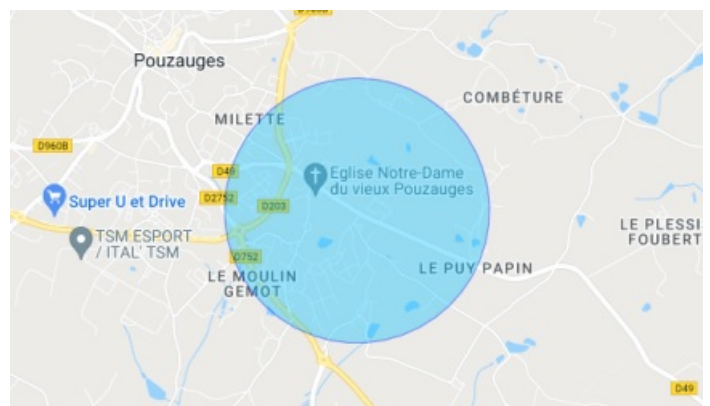 Pouzauges
COMBÉTURE
MILETTE
D960B
D49
Eglise Notre-Dame
du vieux Pouzauges
Super U et Drive
D2752
D203
TSM ESPORT
/ ITAL' TSM
LE PLESSI
FOUBERT
D752
LE MOULIN
GEMOT
LE PUY PAPIN
D49